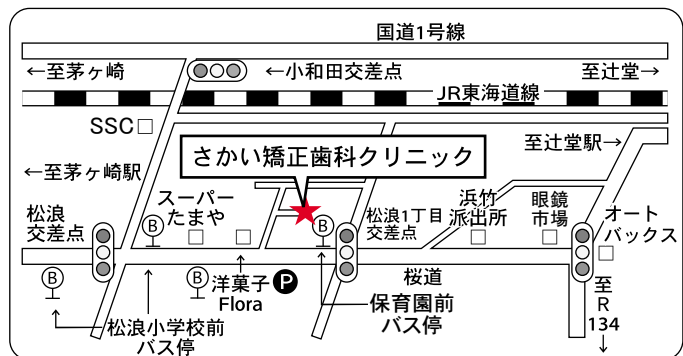 国道1号線
←至茅ヶ崎
←小和田交差点
至辻堂→
JR東海道線
SSC
至辻堂駅→
さかい矯正歯科クリニック
←至茅ヶ崎駅
スーパー
たまや
松浪
交差点
B
B
松浪1丁目
交差点
浜竹
派出所
眼鏡
市場
オート
バックス
B
B
洋菓子
Flora
P
保育園前
バス停
桜道
至
R
134
↓
松浪小学校前
バス停